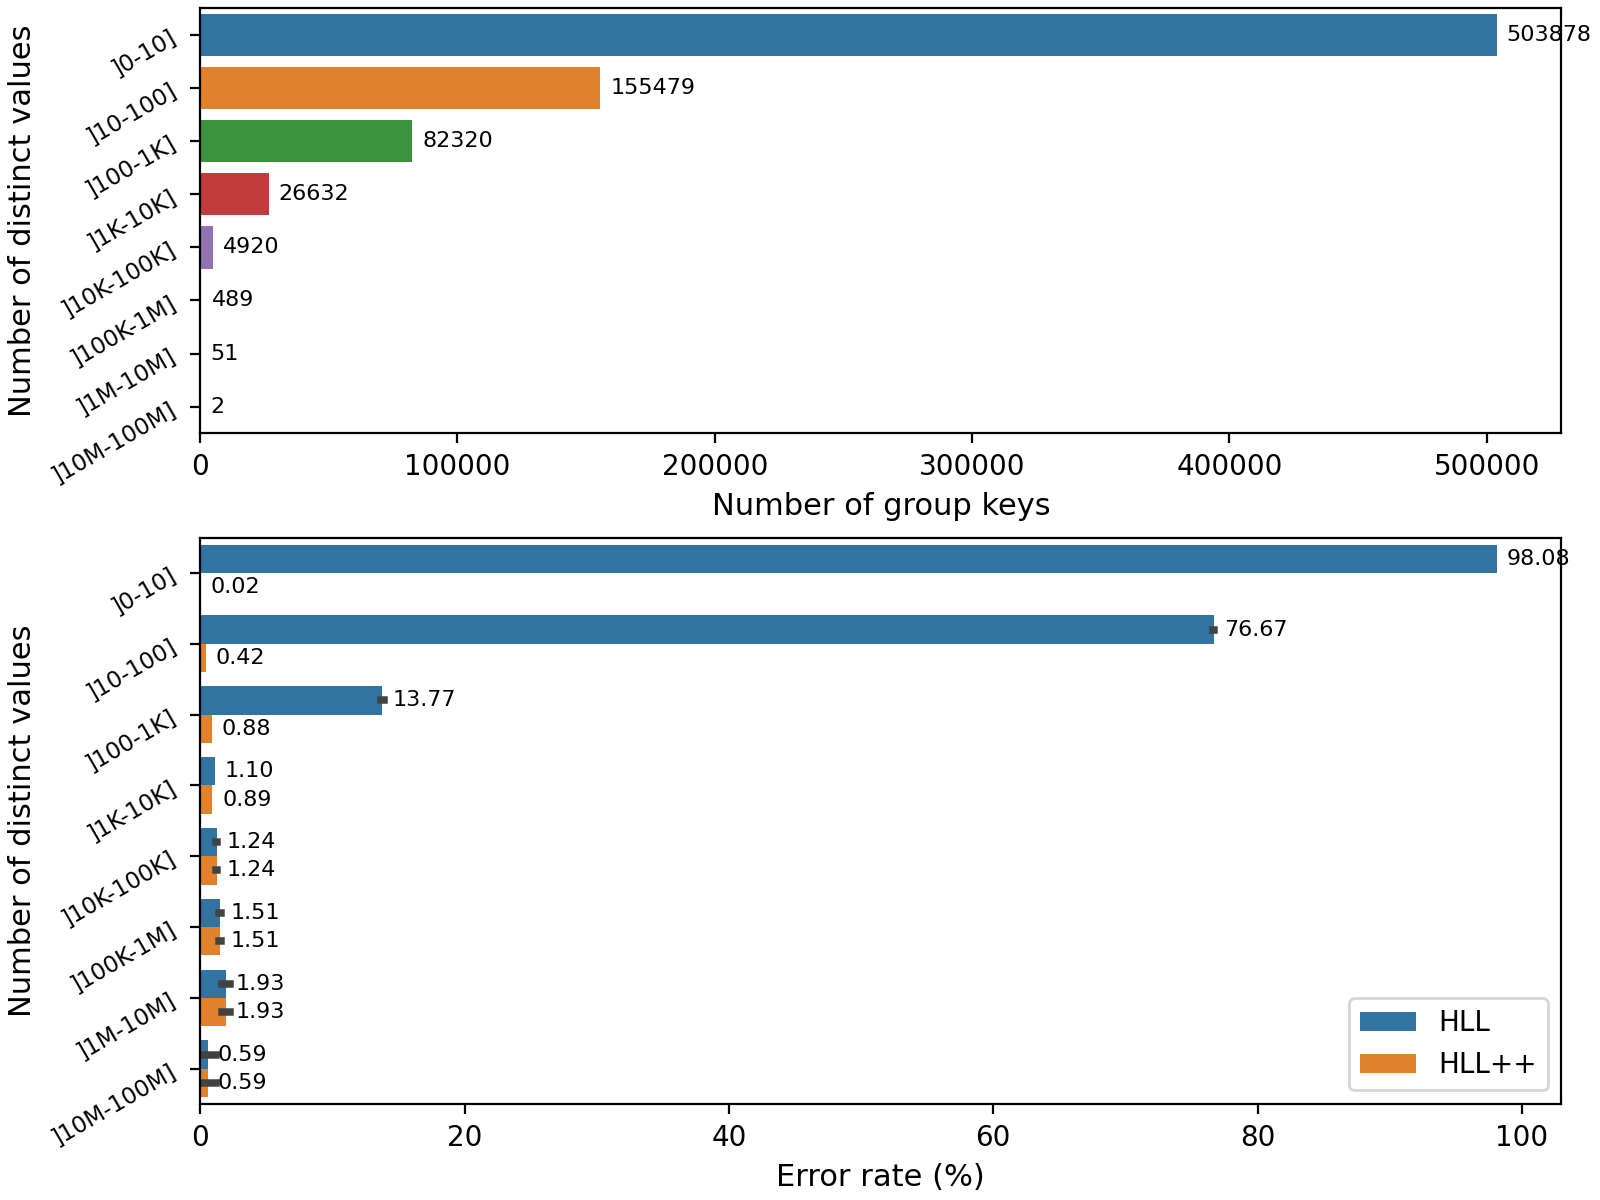 Number of distinct values
]0-10]
503878
]10-100]
155479
]100-1K]
82320
]1K-10K]
26632
]10K-100K]
4920
]100K-1M]
489
]1M-10M]
51
]10M-100M]
2
0 100000 200000 300000 400000 500000
Number of group keys
Number of distinct values
]0-10]
98.08
0.02
]10-100]
76.67
0.42
]100-1K]
13.77
0.88
]1K-10K]
1.10
0.89
]10K-100K]
1.24
1.24
]100K-1M]
1.51
1.51
]1M-10M]
1.93
1.93
]10M-100M]
0.59
0.59
HLL
HLL++
0 20 40 60 80 100
Error rate (%)